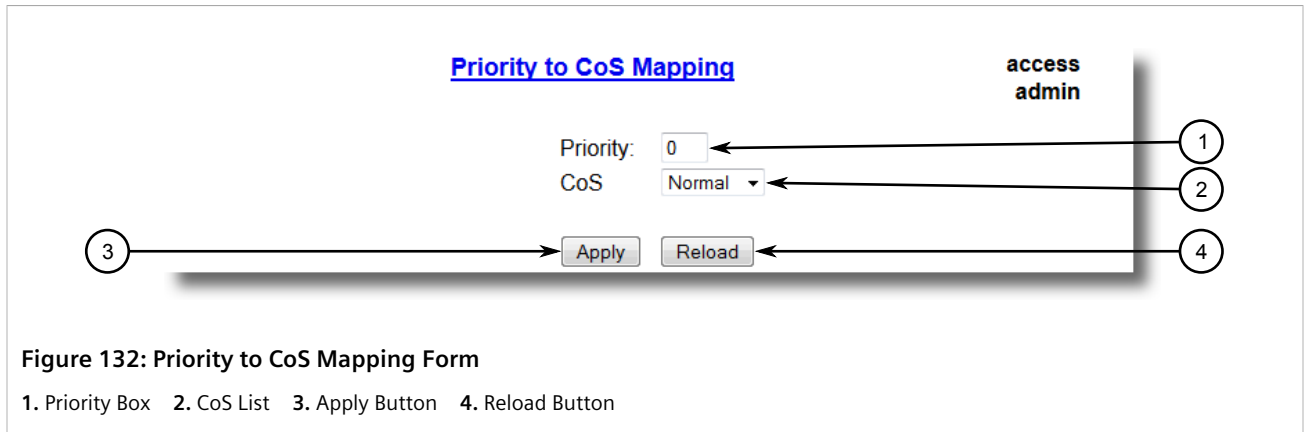 Priority to CoS Mapping
access
admin
Priority: 0
1
CoS Normal
2
3
Apply Reload
4
Figure 132: Priority to CoS Mapping Form
1. Priority Box 2. CoS List 3. Apply Button 4. Reload Button